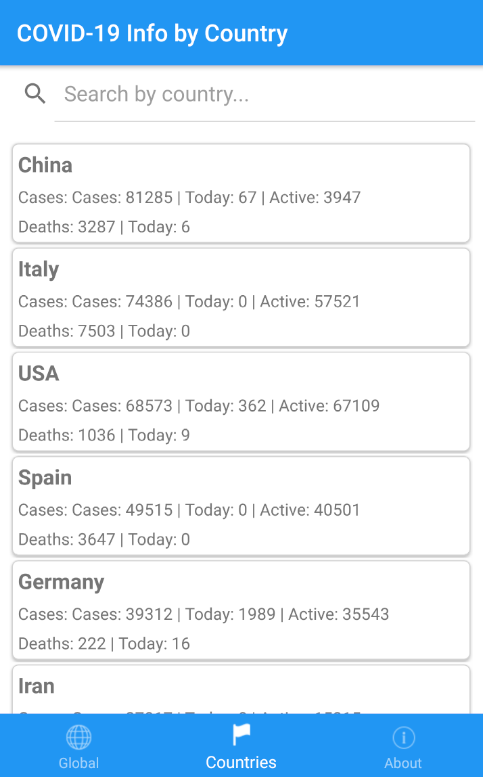 COVID-19 Info by Country
Search by country...
China
Cases: Cases: 81285 | Today: 67 | Active: 3947
Deaths: 3287 | Today: 6
Italy
Cases: Cases: 74386 | Today: 0 | Active: 57521
Deaths: 7503 | Today: 0
USA
Cases: Cases: 68573 | Today: 362 | Active: 67109
Deaths: 1036 | Today: 9
Spain
Cases: Cases: 49515 | Today: 0 | Active: 40501
Deaths: 3647 | Today: 0
Germany
Cases: Cases: 39312 | Today: 1989 | Active: 35543
Deaths: 222 | Today: 16
Iran
Global
Countries
About